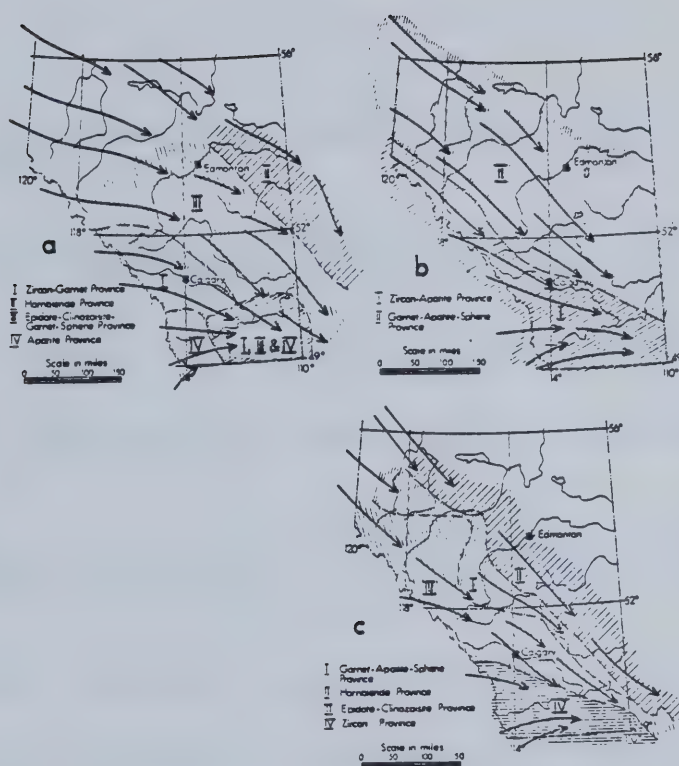 56°
Edmonton
II
120°
III
118°
52°
a
Calgary
I Zircon-Garnet Province
II Hornblende Province
III Epidote-Clinozoisite-
Garnet-Sphene Province
IV Apatite Province
IV
I, III & IV
49°
110°
Scale in miles
0 50 100 150
56°
II
Edmonton
120°
52°
b
I Zircon-Apatite Province
II Garnet-Apatite-Sphene
Province
I
49°
110°
Scale in miles
0 50 100 150
56°
Edmonton
120°
III
I
II
52°
c
Calgary
I Garnet-Apatite-Sphene
Province
II Hornblende Province
III Epidote-Clinozoisite Province
IV Zircon Province
IV
Scale in miles
0 50 100 150